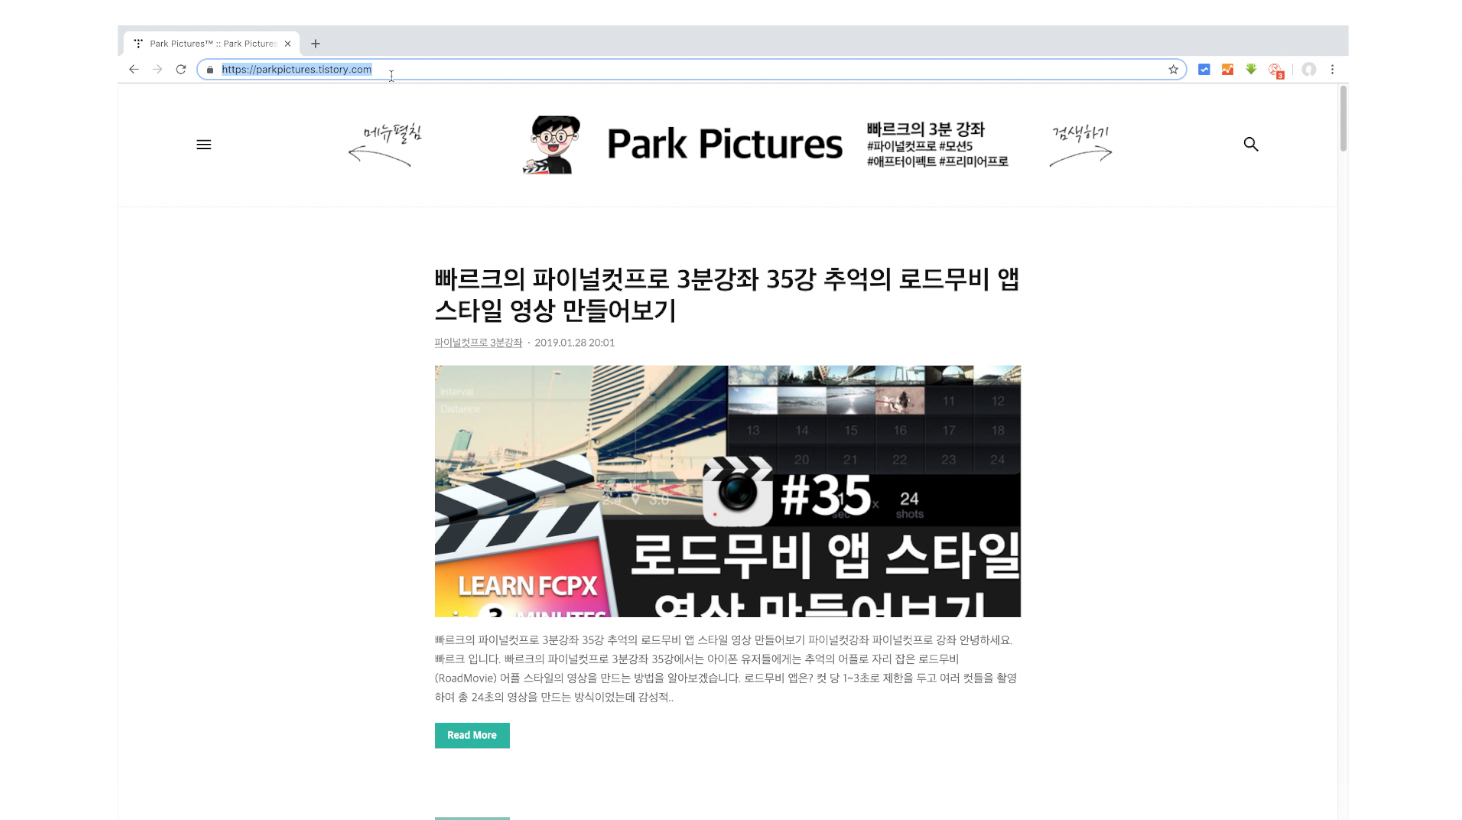 Park Pictures™ :: Park Pictures
https://parkpictures.tistory.com
3
메뉴펼침
Park Pictures
빠르크의 3분 강좌
#파이널컷프로 #모션5
#애프터이펙트 #프리미어프로
검색하기
빠르크의 파이널컷프로 3분강좌 35강 추억의 로드무비 앱
스타일 영상 만들어보기
파이널컷프로 3분강좌 · 2019.01.28 20:01
Interval
Distance
11 12
13 14 15 16 17 18
20 21 22 23 24
#35
1 sec x 24 shots
로드무비 앱 스타일
영상 만들어보기
LEARN FCPX
in 3 MINUTES
빠르크의 파이널컷프로 3분강좌 35강 추억의 로드무비 앱 스타일 영상 만들어보기 파이널컷강좌 파이널컷프로 강좌 안녕하세요.
빠르크 입니다. 빠르크의 파이널컷프로 3분강좌 35강에서는 아이폰 유저들에게는 추억의 어플로 자리 잡은 로드무비
(RoadMovie) 어플 스타일의 영상을 만드는 방법을 알아보겠습니다. 로드무비 앱은? 컷 당 1~3초로 제한을 두고 여러 컷들을 촬영
하여 총 24초의 영상을 만드는 방식이었는데 감성적..
Read More